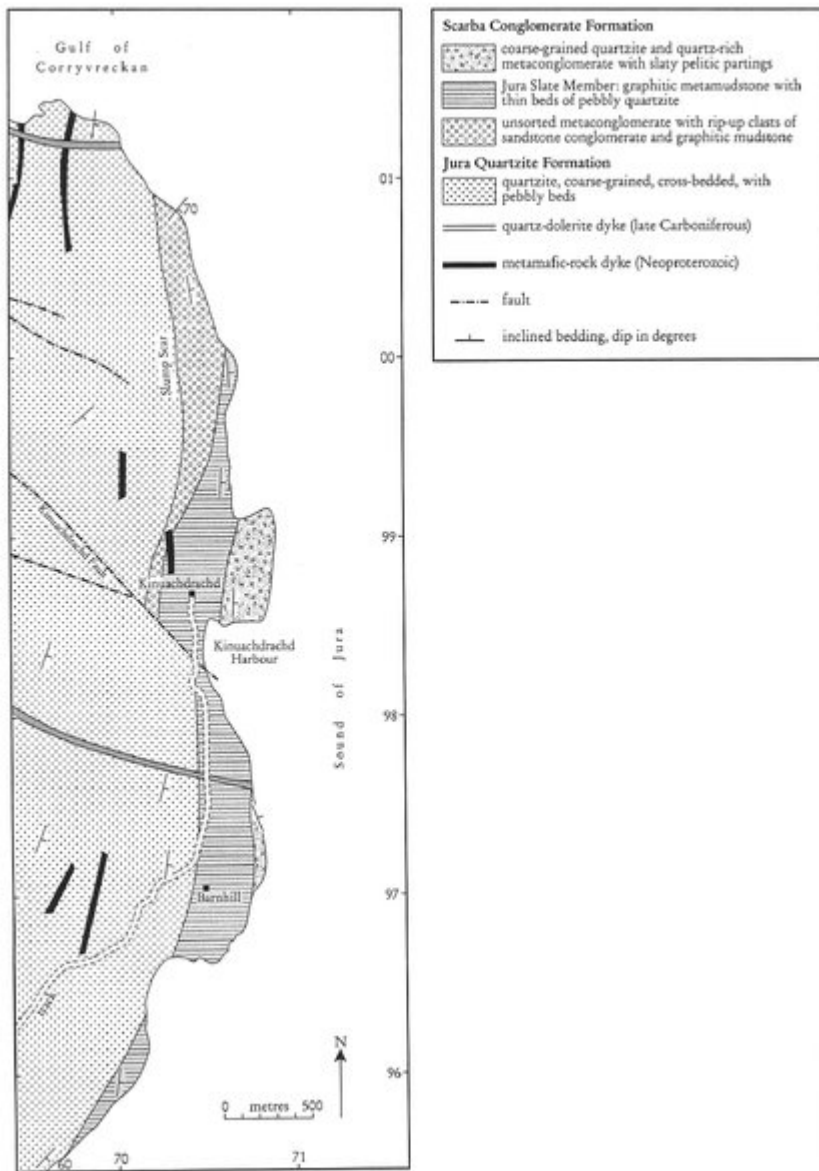 Gulf of
Corryvreckan
01
70
00
Slump Scar
99
Kinuachdrachd
Kinuachdrachd
Harbour
Sound of Jura
98
97
Barnhill
track
N
96
0 metres 500
60
70
71
Scarba Conglomerate Formation
coarse-grained quartzite and quartz-rich
metaconglomerate with slaty pelitic partings
Jura Slate Member: graphitic metamudstone with
thin beds of pebbly quartzite
unsorted metaconglomerate with rip-up clasts of
sandstone conglomerate and graphitic mudstone
Jura Quartzite Formation
quartzite, coarse-grained, cross-bedded, with
pebbly beds
quartz-dolerite dyke (late Carboniferous)
metamafic-rock dyke (Neoproterozoic)
fault
inclined bedding, dip in degrees